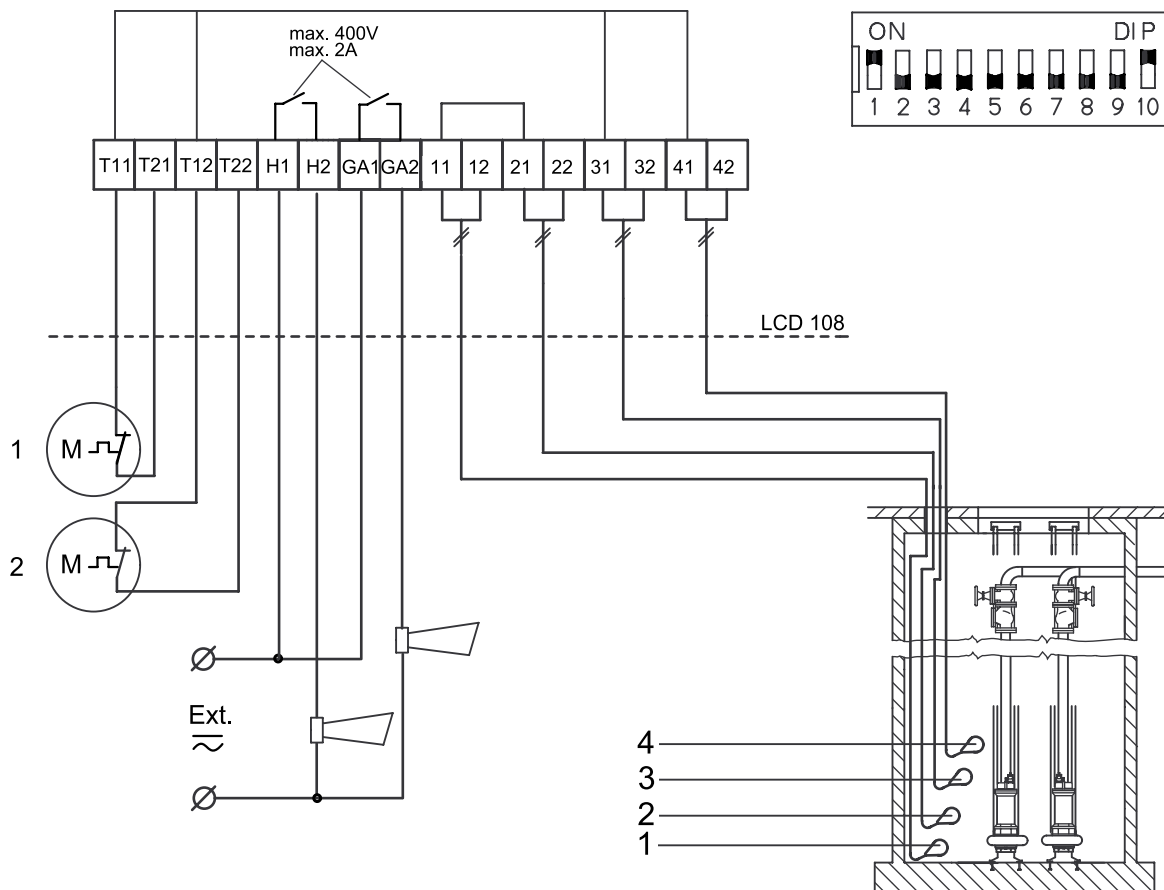 max. 400V
max. 2A
ON DIP
1 2 3 4 5 6 7 8 9 10
T11 T21 T12 T22 H1 H2 GA1 GA2 11 12 21 22 31 32 41 42
LCD 108
1 M
2 M
Ext.
4
3
2
1